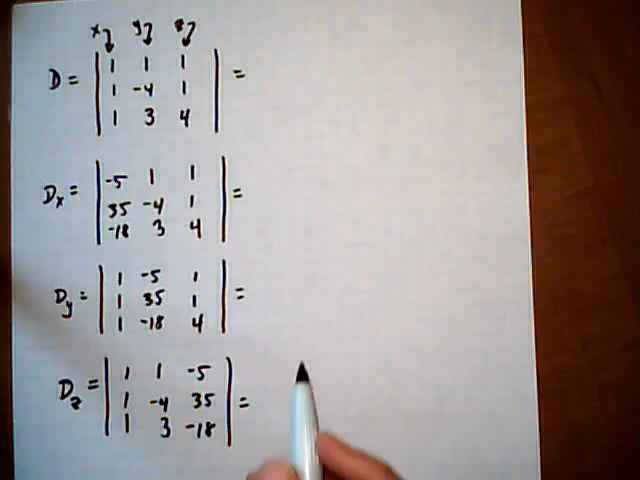 x y z
D = | 1 1 1 | =
| 1 -4 1 |
| 1 3 4 |
Dx = | -5 1 1 | =
| 35 -4 1 |
| -18 3 4 |
Dy = | 1 -5 1 | =
| 1 35 1 |
| 1 -18 4 |
Dz = | 1 1 -5 | =
| 1 -4 35 |
| 1 3 -18 |